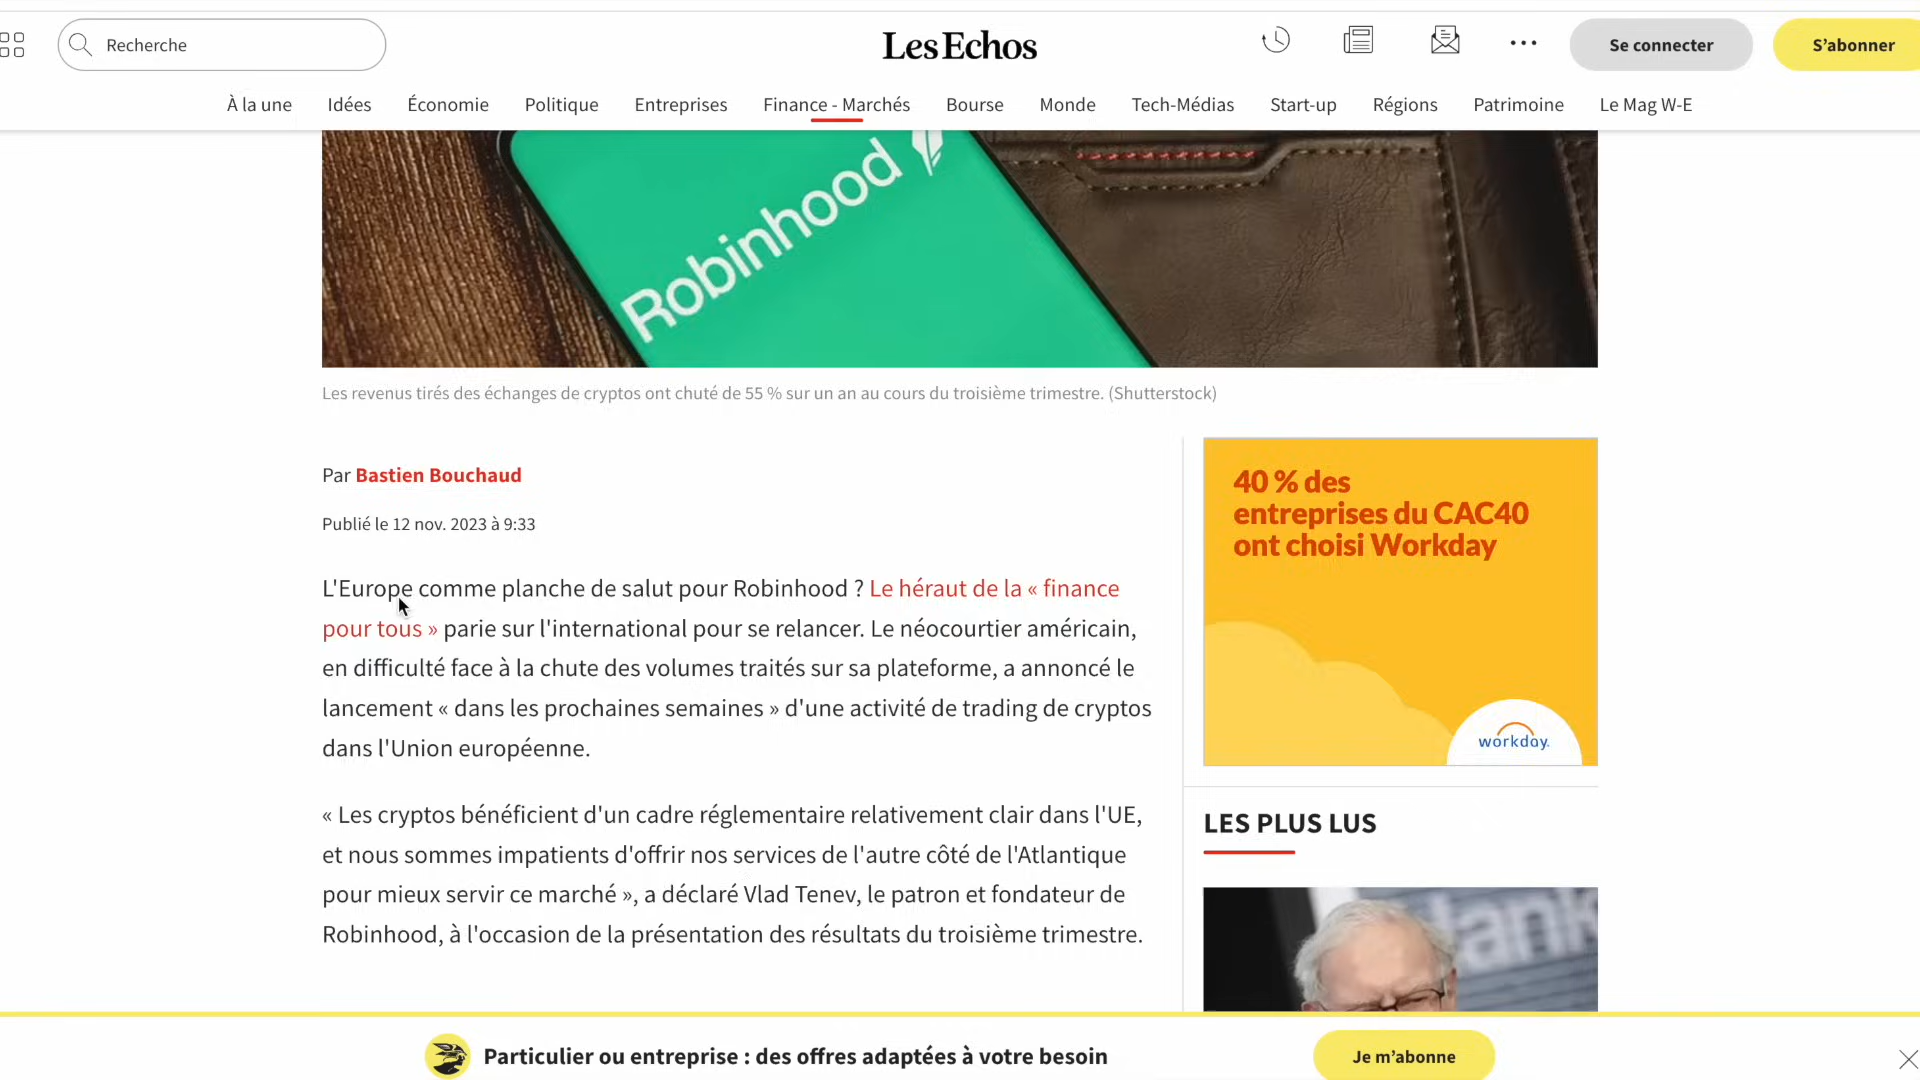 Recherche
LesEchos
Se connecter
S'abonner
À la une
Idées
Économie
Politique
Entreprises
Finance - Marchés
Bourse
Monde
Tech-Médias
Start-up
Régions
Patrimoine
Le Mag W-E
Robinhood
Les revenus tirés des échanges de cryptos ont chuté de 55 % sur un an au cours du troisième trimestre. (Shutterstock)
Par Bastien Bouchaud
Publié le 12 nov. 2023 à 9:33
L'Europe comme planche de salut pour Robinhood ? Le héraut de la « finance
pour tous » parie sur l'international pour se relancer. Le néocourtier américain,
en difficulté face à la chute des volumes traités sur sa plateforme, a annoncé le
lancement « dans les prochaines semaines » d'une activité de trading de cryptos
dans l'Union européenne.
« Les cryptos bénéficient d'un cadre réglementaire relativement clair dans l'UE,
et nous sommes impatients d'offrir nos services de l'autre côté de l'Atlantique
pour mieux servir ce marché », a déclaré Vlad Tenev, le patron et fondateur de
Robinhood, à l'occasion de la présentation des résultats du troisième trimestre.
40 % des
entreprises du CAC40
ont choisi Workday
workday.
LES PLUS LUS
Particulier ou entreprise : des offres adaptées à votre besoin
Je m'abonne